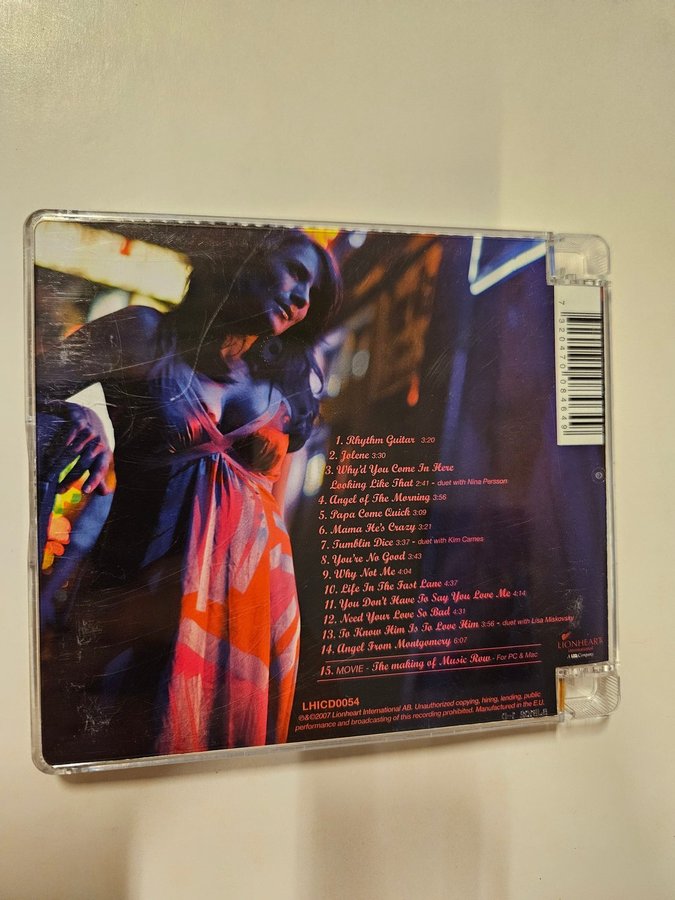 1. Rhythm Guitar 3:20
2. Jolene 3:30
3. Why'd You Come In Here
Looking Like That 2:41 - duet with Nina Persson
4. Angel of The Morning 3:56
5. Papa Come Quick 3:09
6. Mama He's Crazy 3:21
7. Tumblin Dice 3:37 - duet with Kim Carnes
8. You're No Good 3:43
9. Why Not Me 4:04
10. Life In The Fast Lane 4:37
11. You Don't Have To Say You Love Me 4:14
12. Need Your Love So Bad 4:31
13. To Know Him Is To Love Him 3:56 - duet with Lisa Miskovsky
14. Angel From Montgomery 6:07
15. MOVIE - The making of Music Row - For PC & Mac
LHICD0054
℗&©2007 Lionheart International AB. Unauthorized copying, hiring, lending, public
performance and broadcasting of this recording prohibited. Manufactured in the E.U.
7 320470 084649
LIONHEART